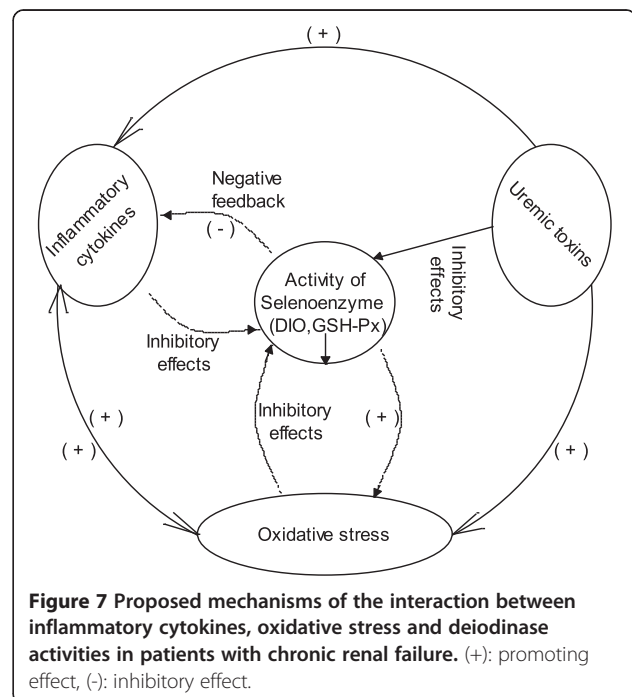 ( + )
Inflammatory
cytokines
Negative
feedback
( - )
Uremic toxins
Inhibitory
effects
Activity of
Selenoenzyme
(DIO,GSH-Px)
Inhibitory effects
Inhibitory
effects
( + )
( + )
( + )
( + )
Oxidative stress
Figure 7 Proposed mechanisms of the interaction between
inflammatory cytokines, oxidative stress and deiodinase
activities in patients with chronic renal failure. (+): promoting
effect, (-): inhibitory effect.